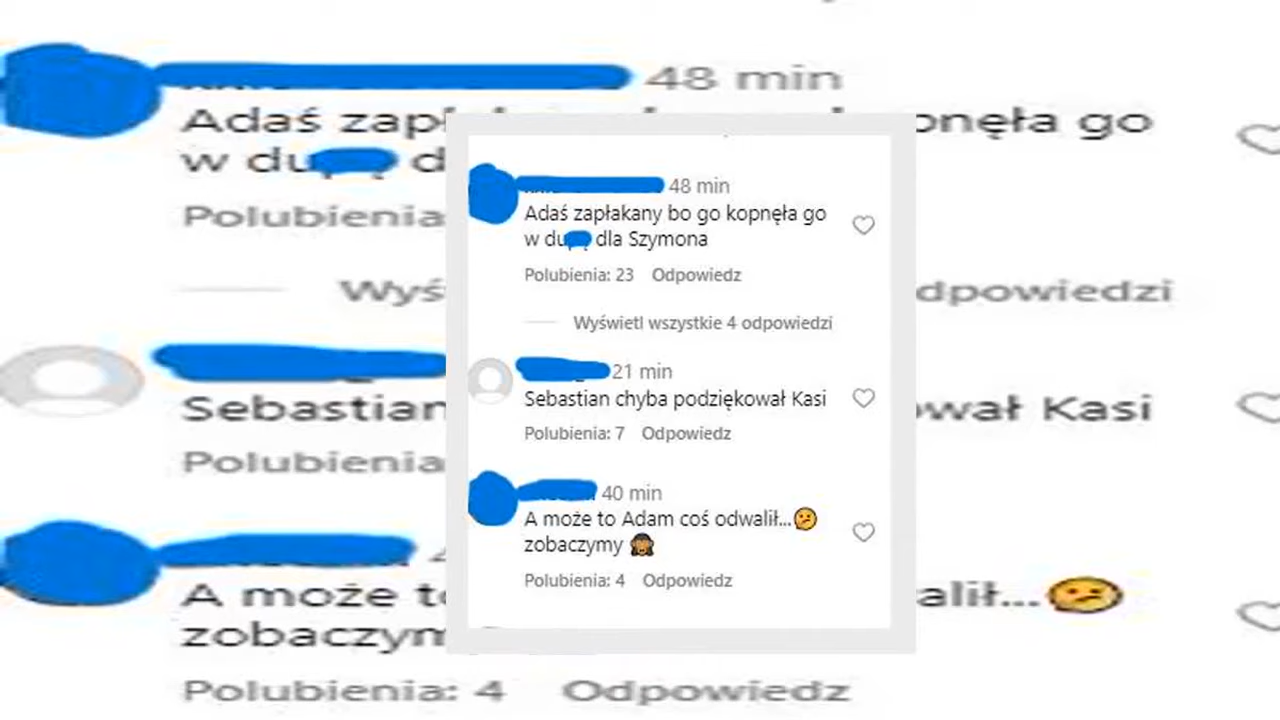 48 min
Adaś zapłakany bo go kopnęła go
w du dla Szymona
Polubienia: 23 Odpowiedz
Wyświetl wszystkie 4 odpowiedzi
21 min
Sebastian chyba podziękował Kasi
Polubienia: 7 Odpowiedz
40 min
A może to Adam coś odwalił...🫤
zobaczymy 🙈
Polubienia: 4 Odpowiedz